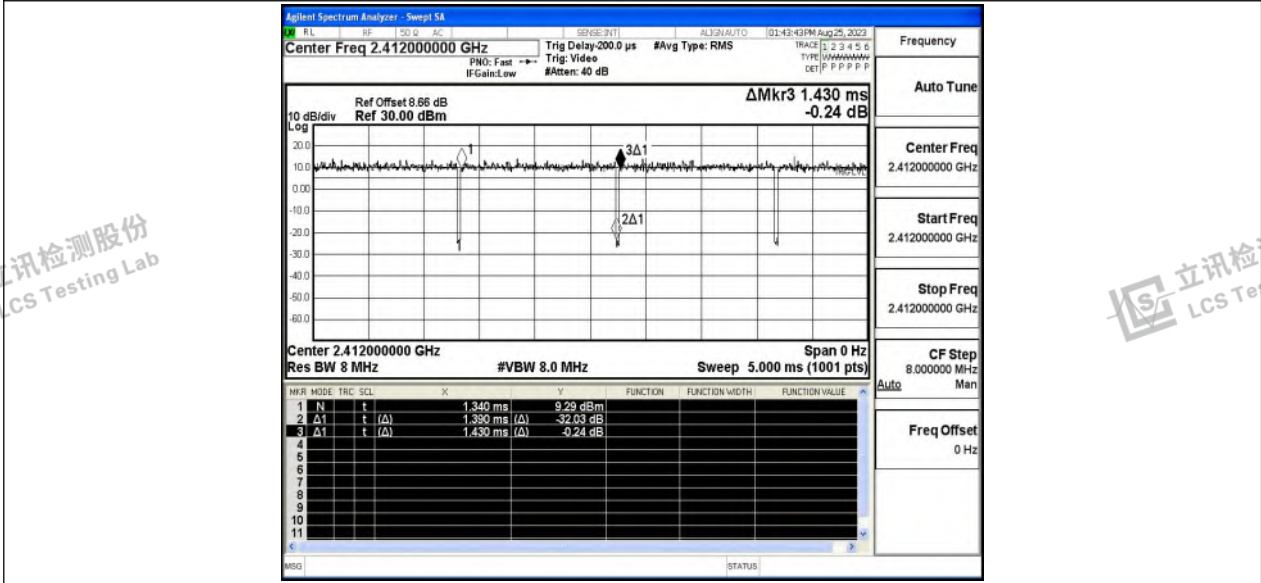 Agilent Spectrum Analyzer - Swept SA
RL RF 50 Ω AC SENSE:INT ALIGNAUTO 01:43:43PM Aug 25, 2023
Center Freq 2.412000000 GHz
PNO: Fast
IFGain:Low
Trig Delay-200.0 µs #Avg Type: RMS
Trig: Video
#Atten: 40 dB
TRACE 1 2 3 4 5 6
TYPE
DET P P P P P P
Frequency
Auto Tune
ΔMkr3 1.430 ms
-0.24 dB
Ref Offset 8.66 dB
10 dB/div Ref 30.00 dBm
Log
20.0
10.0
0.00
-10.0
-20.0
-30.0
-40.0
-50.0
-60.0
1
3Δ1
2Δ1
TRIG LVL
Center 2.412000000 GHz Span 0 Hz
Res BW 8 MHz #VBW 8.0 MHz Sweep 5.000 ms (1001 pts)
MKR MODE TRC SCL X Y FUNCTION FUNCTION WIDTH FUNCTION VALUE
1 N t 1.340 ms 9.29 dBm
2 Δ1 t (Δ) 1.390 ms (Δ) -32.03 dB
3 Δ1 t (Δ) 1.430 ms (Δ) -0.24 dB
4
5
6
7
8
9
10
11
MSG STATUS
Center Freq
2.412000000 GHz
Start Freq
2.412000000 GHz
Stop Freq
2.412000000 GHz
CF Step
8.000000 MHz
Auto Man
Freq Offset
0 Hz
讯检测股份
LCS Testing Lab
立讯检
LCS Te